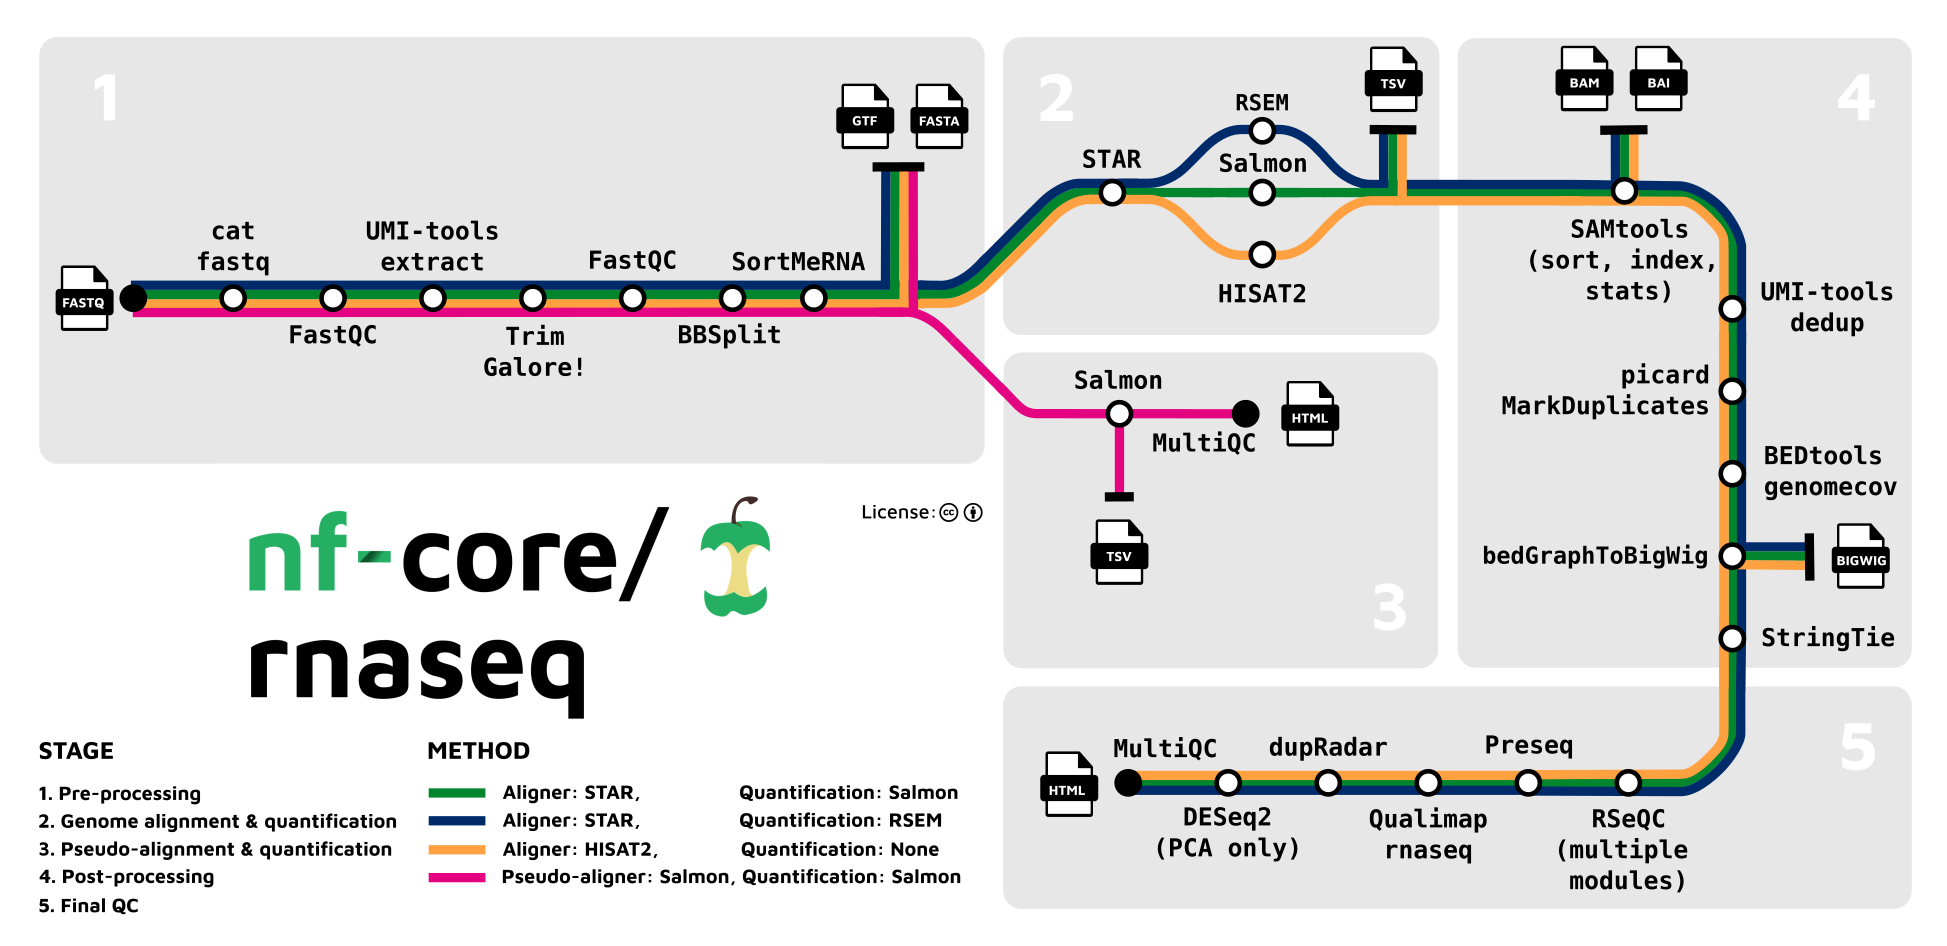 1
GTF
FASTA
cat
fastq
UMI-tools
extract
FastQC
SortMeRNA
FASTQ
FastQC
Trim
Galore!
BBSplit
2
RSEM
TSV
STAR
Salmon
HISAT2
Salmon
MultiQC
HTML
TSV
3
BAM
BAI
4
SAMtools
(sort, index,
stats)
UMI-tools
dedup
picard
MarkDuplicates
BEDtools
genomecov
bedGraphToBigWig
BIGWIG
StringTie
5
MultiQC
dupRadar
Preseq
HTML
DESeq2
(PCA only)
Qualimap
rnaseq
RSeQC
(multiple
modules)
License: cc
nf-core/
rnaseq
STAGE
1. Pre-processing
2. Genome alignment & quantification
3. Pseudo-alignment & quantification
4. Post-processing
5. Final QC
METHOD
Aligner: STAR, Quantification: Salmon
Aligner: STAR, Quantification: RSEM
Aligner: HISAT2, Quantification: None
Pseudo-aligner: Salmon, Quantification: Salmon